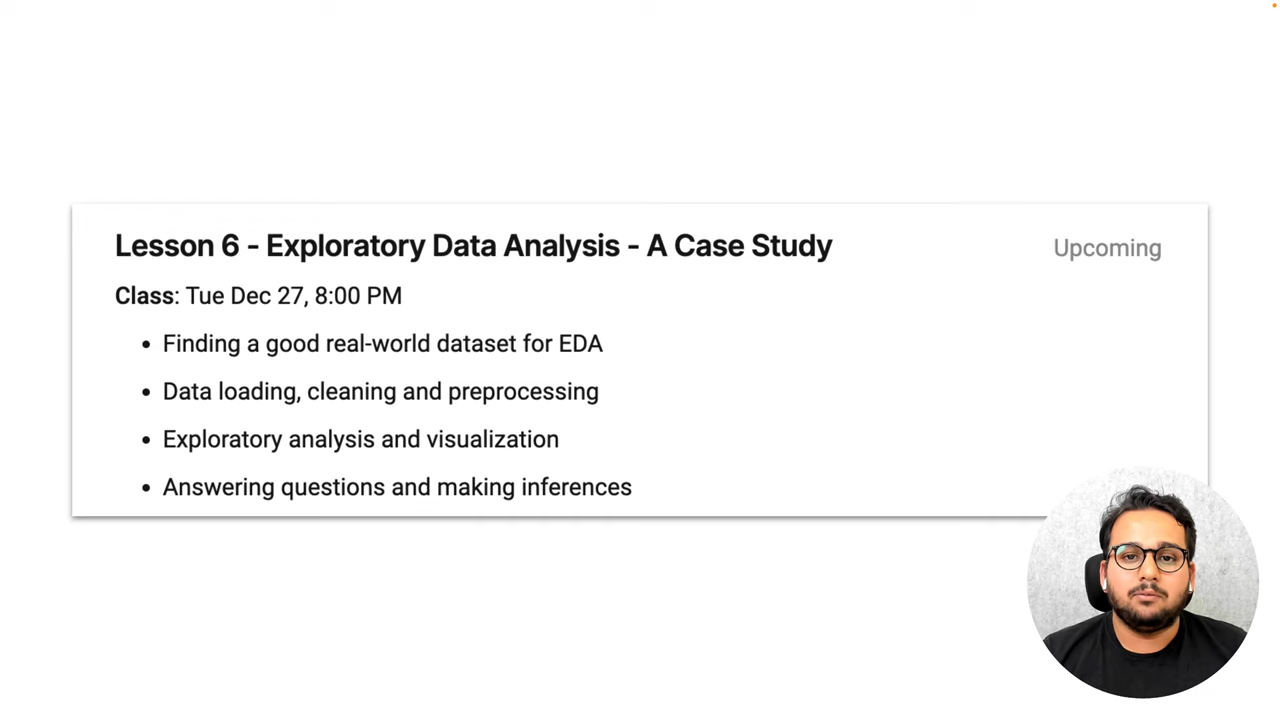 Lesson 6 - Exploratory Data Analysis - A Case Study
Upcoming
Class: Tue Dec 27, 8:00 PM
• Finding a good real-world dataset for EDA
• Data loading, cleaning and preprocessing
• Exploratory analysis and visualization
• Answering questions and making inferences